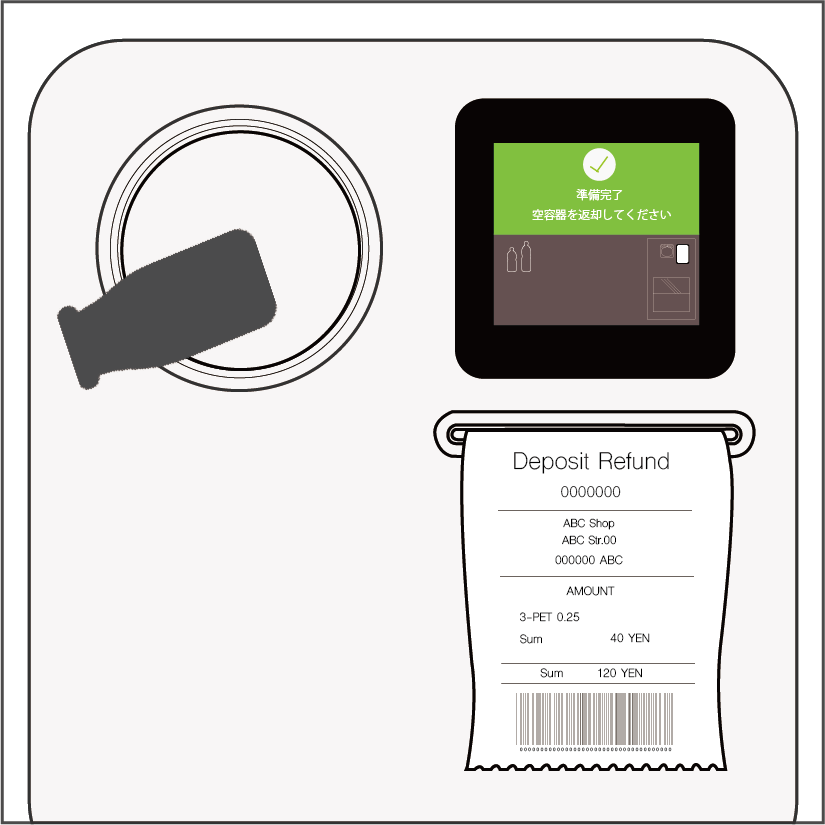 準備完了
空容器を返却してください
Deposit Refund
0000000
ABC Shop
ABC Str.00
000000 ABC
AMOUNT
3-PET 0.25
Sum 40 YEN
Sum 120 YEN